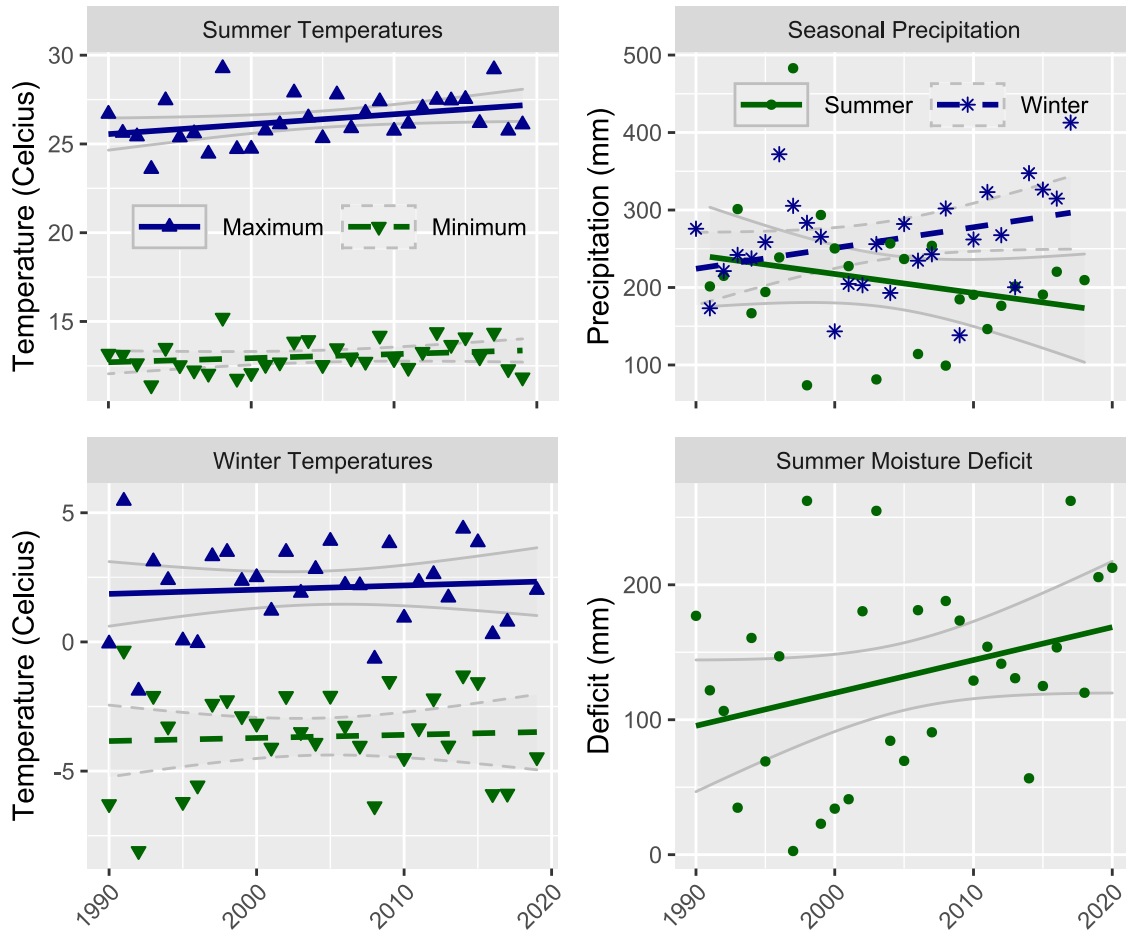 Summer Temperatures
Temperature (Celcius)
30
25
20
15
Maximum
Minimum
Seasonal Precipitation
Precipitation (mm)
500
400
300
200
100
Summer
Winter
Winter Temperatures
Temperature (Celcius)
5
0
-5
1990
2000
2010
2020
Summer Moisture Deficit
Deficit (mm)
200
100
0
1990
2000
2010
2020